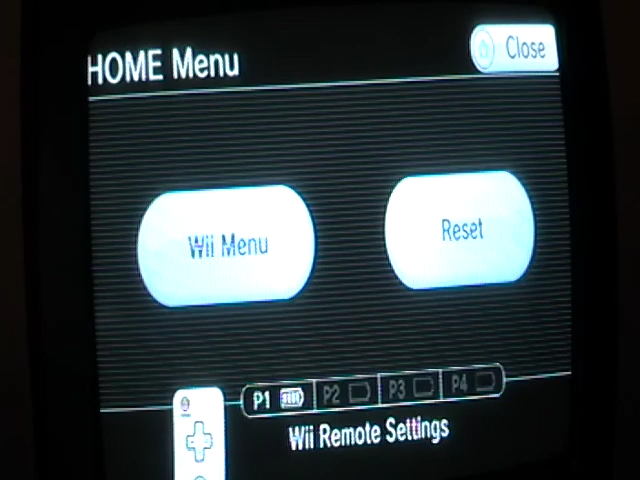 HOME Menu
Close
Wii Menu
Reset
P1 P2 P3 P4
Wii Remote Settings